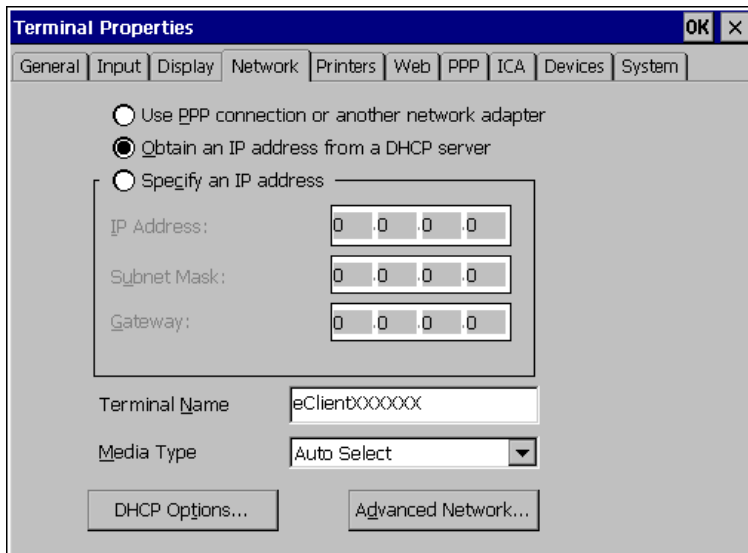 Terminal Properties OK ×
General Input Display Network Printers Web PPP ICA Devices System
Use PPP connection or another network adapter
Obtain an IP address from a DHCP server
Specify an IP address
IP Address: 0 .0 .0 .0
Subnet Mask: 0 .0 .0 .0
Gateway: 0 .0 .0 .0
Terminal Name eClientXXXXXX
Media Type Auto Select
DHCP Options... Advanced Network...